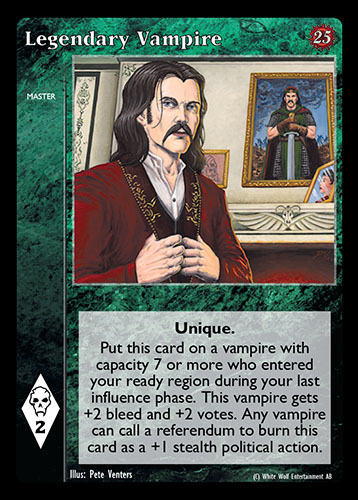 Legendary Vampire
25
MASTER
Unique.
Put this card on a vampire with
capacity 7 or more who entered
your ready region during your last
influence phase. This vampire gets
+2 bleed and +2 votes. Any vampire
can call a referendum to burn this
card as a +1 stealth political action.
2
Illus: Pete Venters
(C) White Wolf Entertainment AB